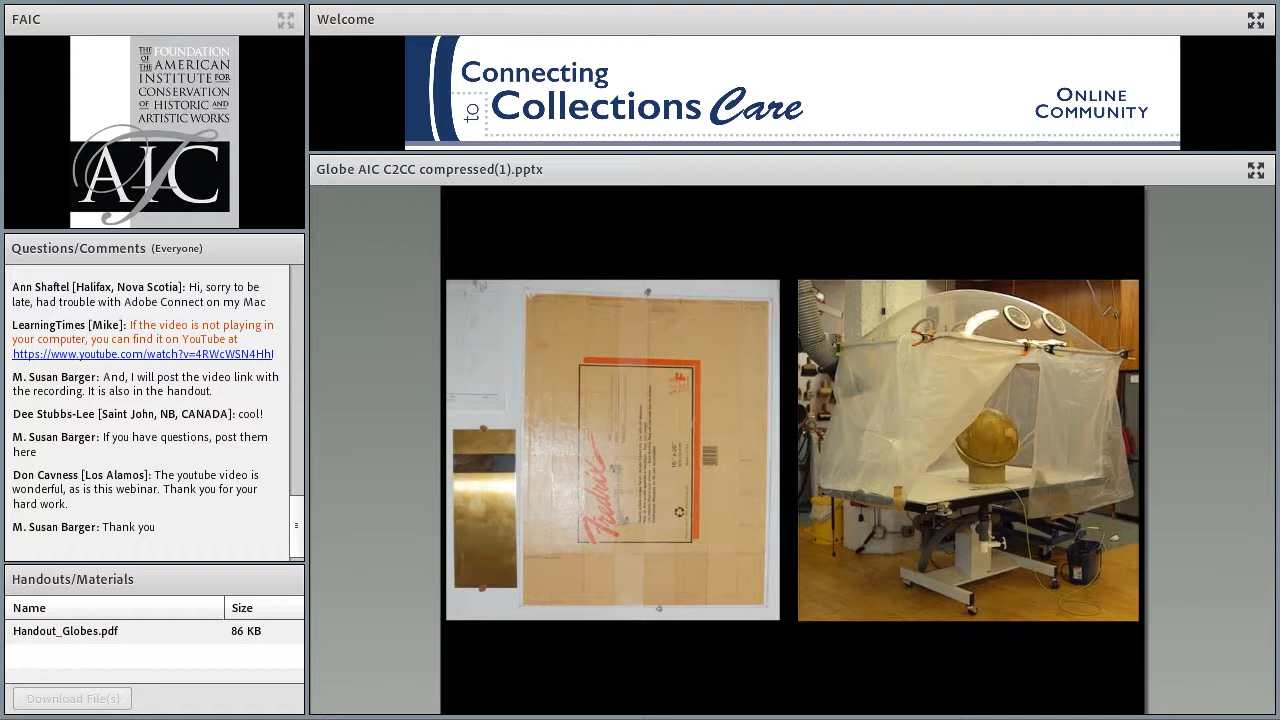 FAIC
THE FOUNDATION
OF THE AMERICAN
INSTITUTE FOR
CONSERVATION
OF HISTORIC AND
ARTISTIC WORKS
FAIC
Questions/Comments (Everyone)
Ann Shaftel [Halifax, Nova Scotia]: Hi, sorry to be
late, had trouble with Adobe Connect on my Mac
LearningTimes [Mike]: If the video is not playing in
your computer, you can find it on YouTube at
https://www.youtube.com/watch?v=4RWcWSN4HhI
M. Susan Barger: And, I will post the video link with
the recording. It is also in the handout.
Dee Stubbs-Lee [Saint John, NB, CANADA]: cool!
M. Susan Barger: If you have questions, post them
here
Don Cavness [Los Alamos]: The youtube video is
wonderful, as is this webinar. Thank you for your
hard work.
M. Susan Barger: Thank you
Handouts/Materials
Name Size
Handout_Globes.pdf 86 KB
Download File(s)
Welcome
Connecting
to Collections Care
ONLINE
COMMUNITY
Globe AIC C2CC compressed(1).pptx
Fredrix